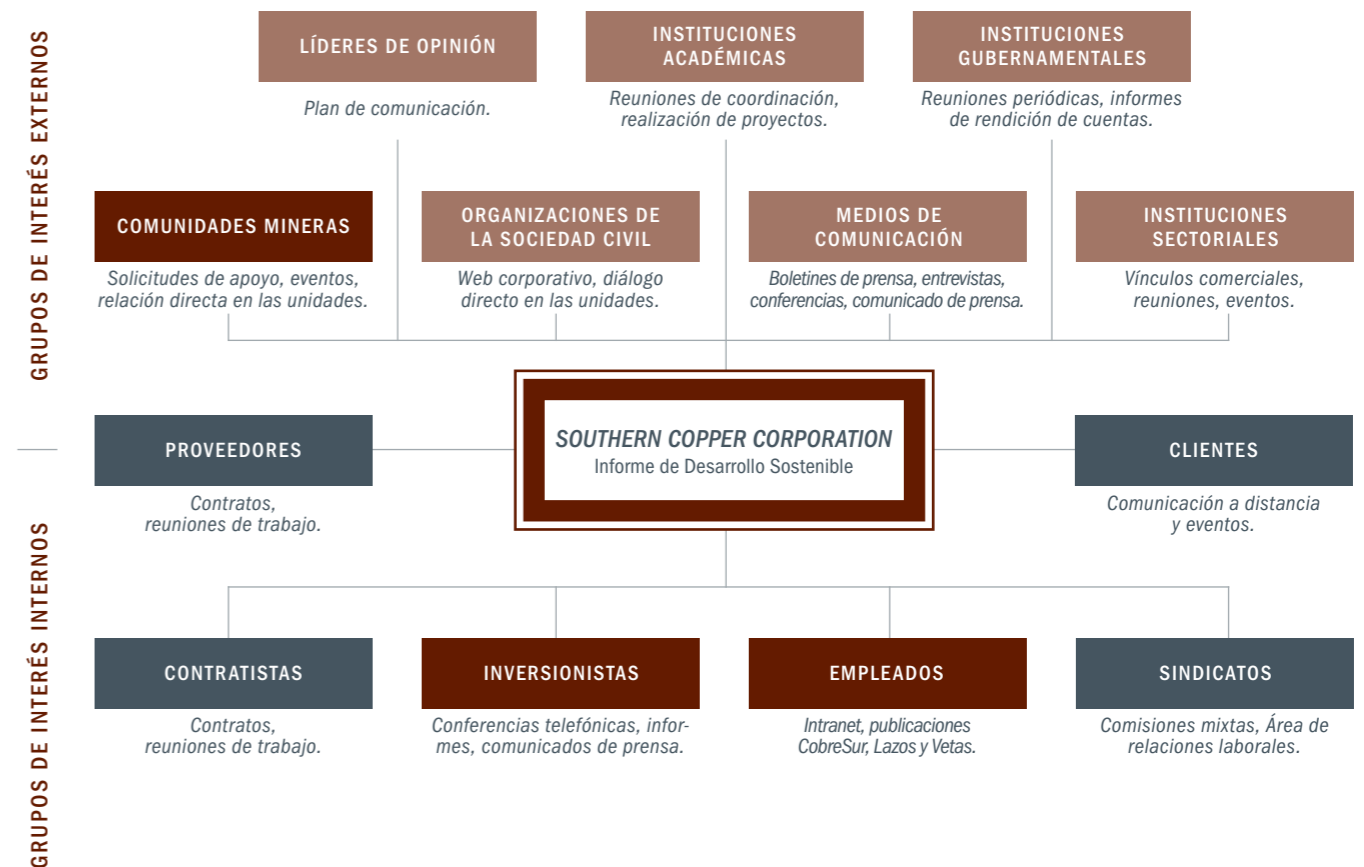 GRUPOS DE INTERÉS EXTERNOS
LÍDERES DE OPINIÓN
Plan de comunicación.
INSTITUCIONES
ACADÉMICAS
Reuniones de coordinación,
realización de proyectos.
INSTITUCIONES
GUBERNAMENTALES
Reuniones periódicas, informes
de rendición de cuentas.
COMUNIDADES MINERAS
Solicitudes de apoyo, eventos,
relación directa en las unidades.
ORGANIZACIONES DE
LA SOCIEDAD CIVIL
Web corporativo, diálogo
directo en las unidades.
MEDIOS DE
COMUNICACIÓN
Boletines de prensa, entrevistas,
conferencias, comunicado de prensa.
INSTITUCIONES
SECTORIALES
Vínculos comerciales,
reuniones, eventos.
PROVEEDORES
Contratos,
reuniones de trabajo.
SOUTHERN COPPER CORPORATION
Informe de Desarrollo Sostenible
CLIENTES
Comunicación a distancia
y eventos.
GRUPOS DE INTERÉS INTERNOS
CONTRATISTAS
Contratos,
reuniones de trabajo.
INVERSIONISTAS
Conferencias telefónicas, infor-
mes, comunicados de prensa.
EMPLEADOS
Intranet, publicaciones
CobreSur, Lazos y Vetas.
SINDICATOS
Comisiones mixtas, Área de
relaciones laborales.